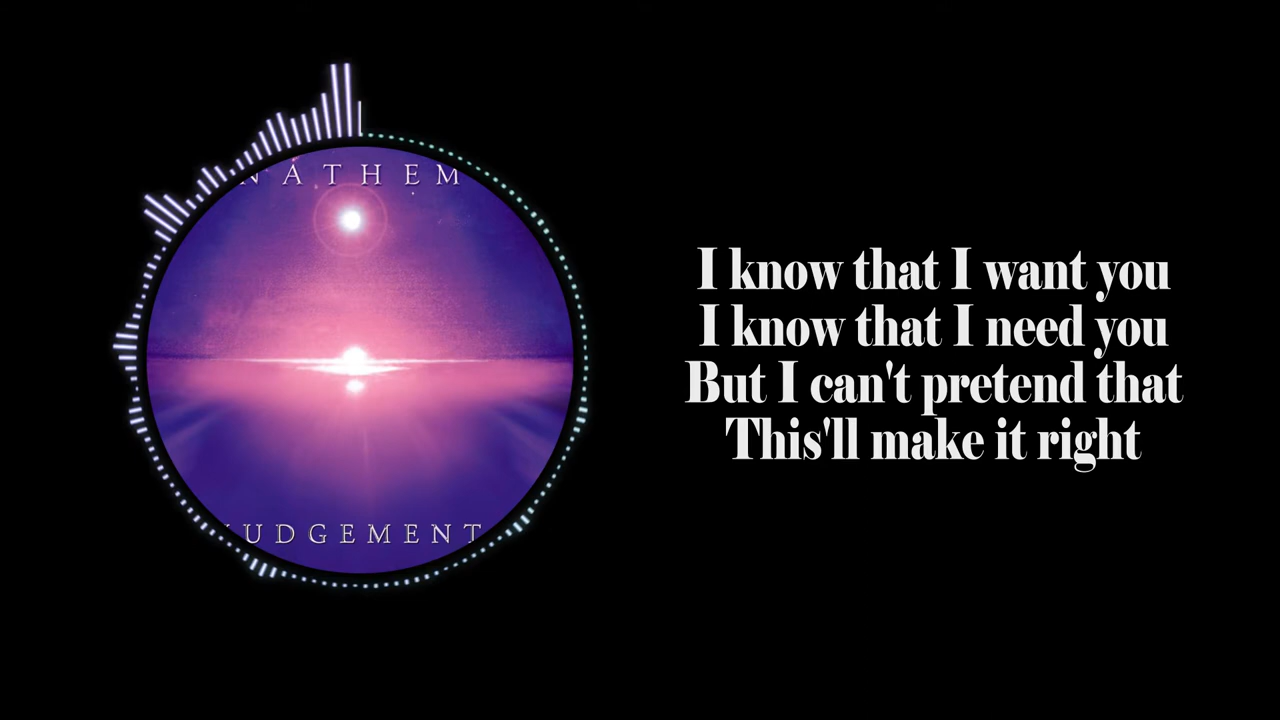 NATHEM
I know that I want you
I know that I need you
But I can't pretend that
This'll make it right
UDGEMENT